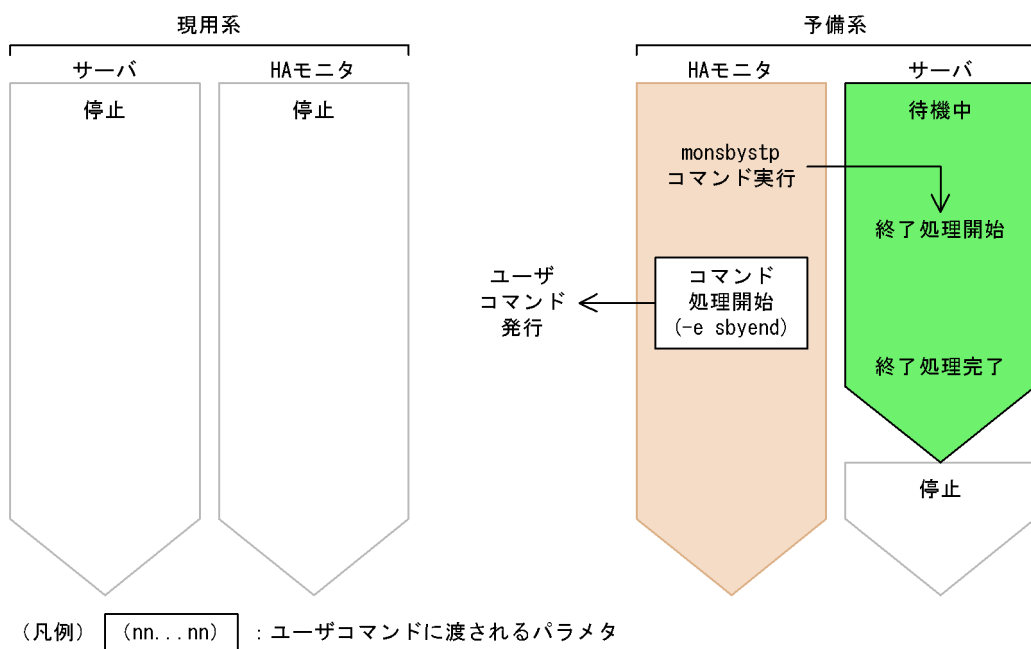 現用系
予備系
サーバ
HAモニタ
HAモニタ
サーバ
停止
停止
待機中
monsbystp
コマンド実行
終了処理開始
ユーザ
コマンド
発行
コマンド
処理開始
(-e sbyend)
終了処理完了
停止
（凡例） (nn...nn) ：ユーザコマンドに渡されるパラメタ